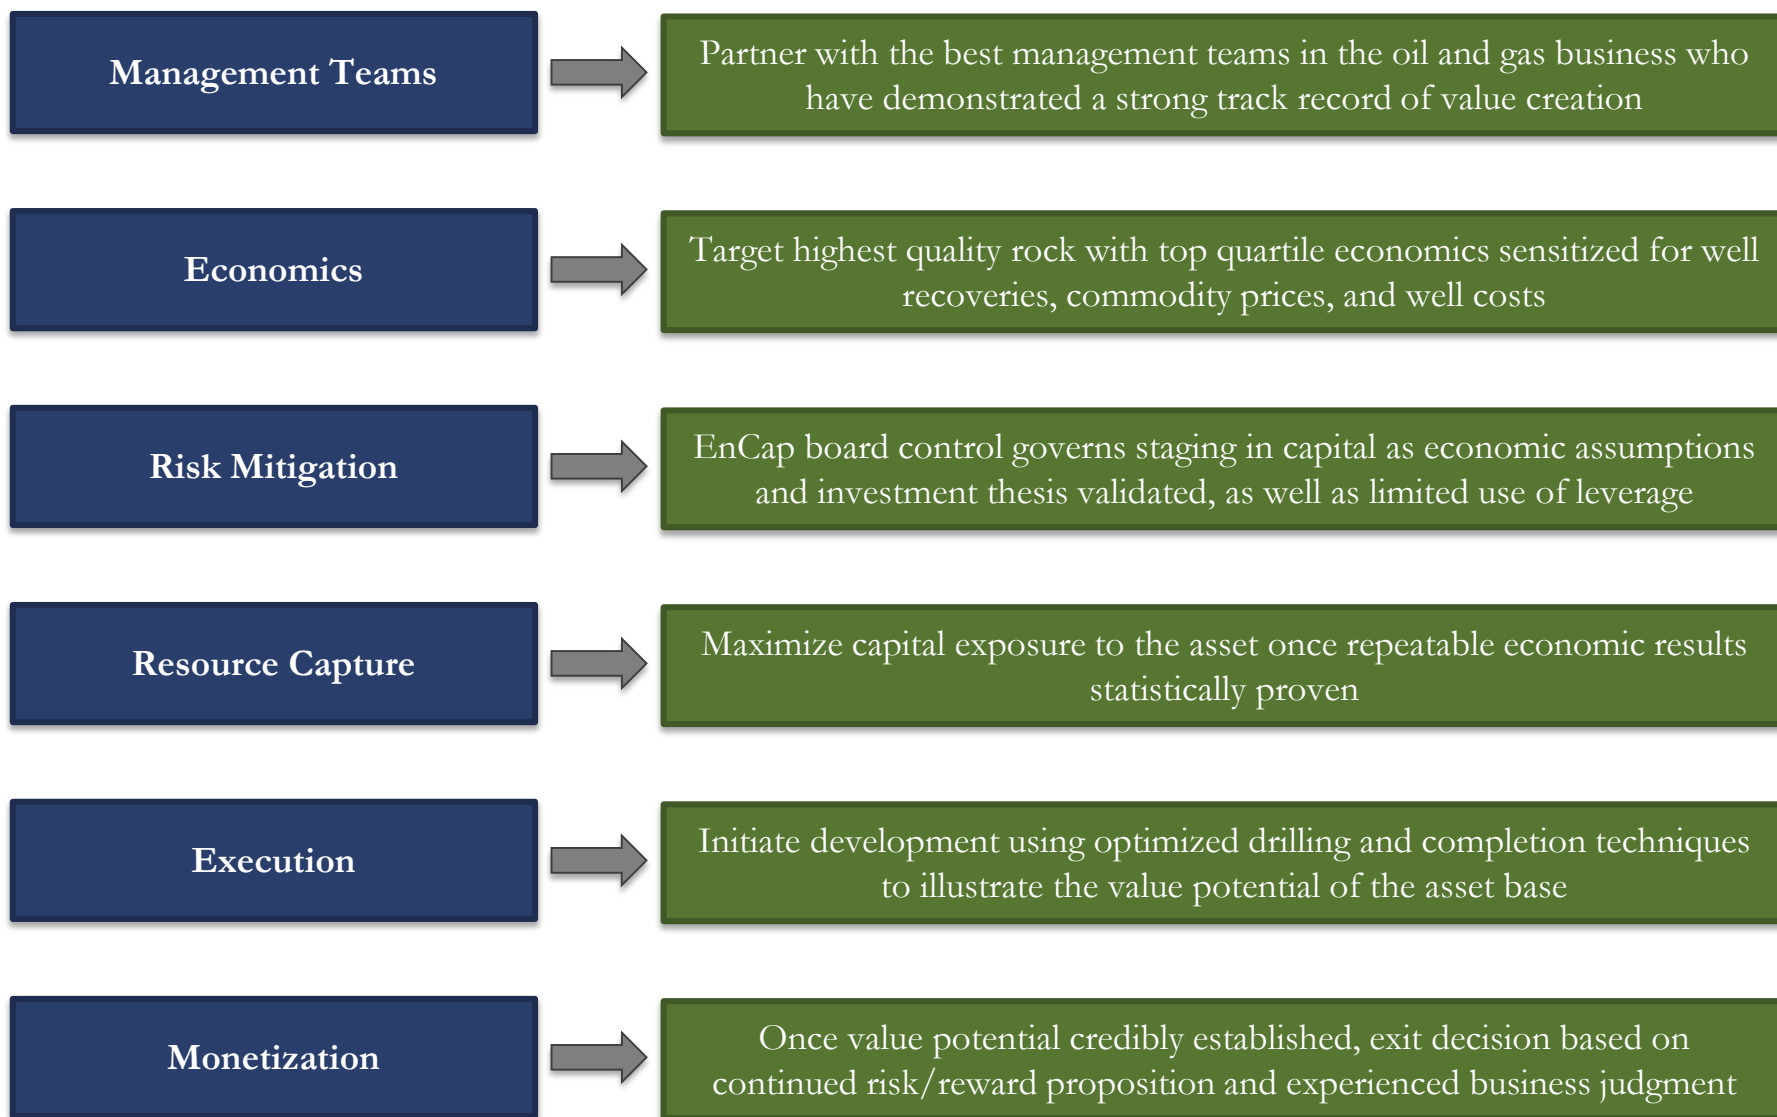 Management Teams
Partner with the best management teams in the oil and gas business who
have demonstrated a strong track record of value creation
Economics
Target highest quality rock with top quartile economics sensitized for well
recoveries, commodity prices, and well costs
Risk Mitigation
EnCap board control governs staging in capital as economic assumptions
and investment thesis validated, as well as limited use of leverage
Resource Capture
Maximize capital exposure to the asset once repeatable economic results
statistically proven
Execution
Initiate development using optimized drilling and completion techniques
to illustrate the value potential of the asset base
Monetization
Once value potential credibly established, exit decision based on
continued risk/reward proposition and experienced business judgment